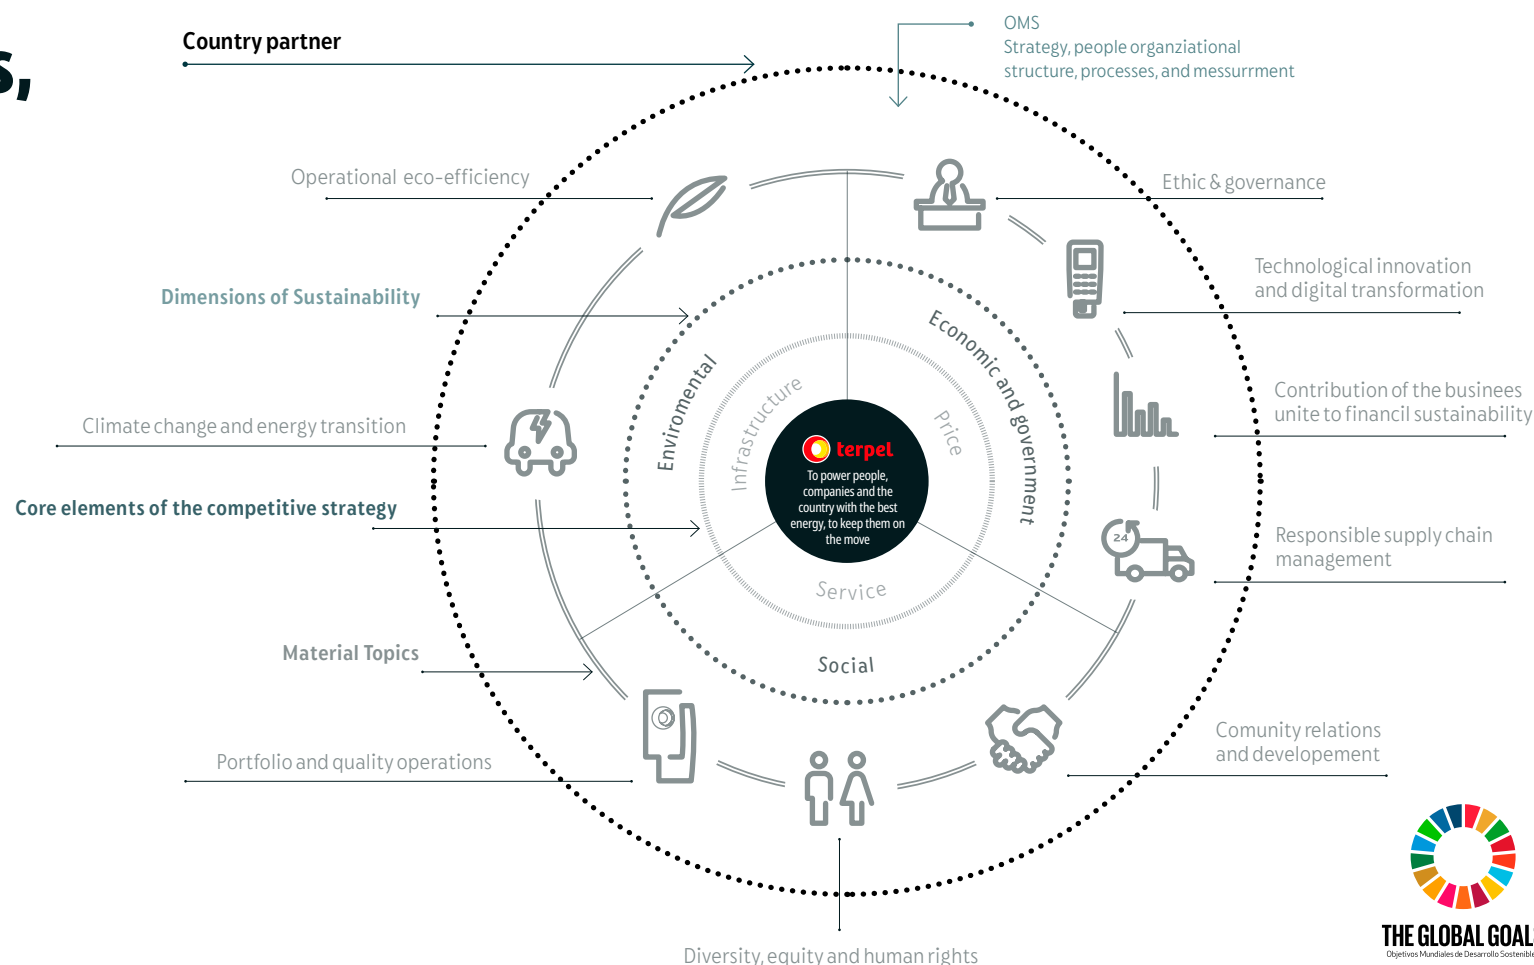 s,
Country partner
OMS
Strategy, people organziational
structure, processes, and messurrment
Operational eco-efficiency
Ethic & governance
Technological innovation
and digital transformation
Dimensions of Sustainability
Enviromental
Economic and government
Infrastructure
Price
Contribution of the businees
unite to financil sustainability
Climate change and energy transition
terpel
To power people,
companies and the
country with the best
energy, to keep them on
the move
Core elements of the competitive strategy
24
Responsible supply chain
management
Service
Social
Material Topics
Comunity relations
and developement
Portfolio and quality operations
Diversity, equity and human rights
THE GLOBAL GOAL
Objetivos Mundiales de Desarrollo Sostenible